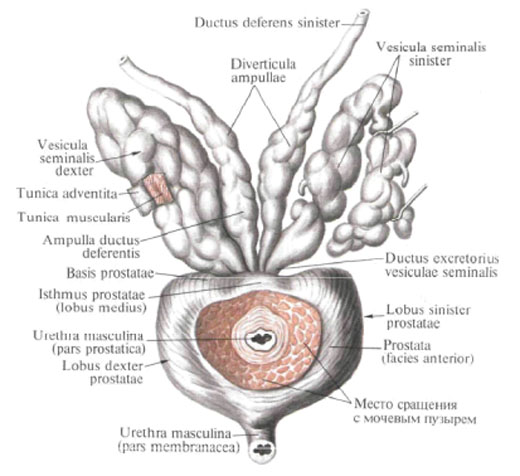 Ductus deferens sinister
Vesicula seminalis
sinister
Diverticula
ampullae
Vesicula
seminalis
dexter
Tunica adventita
Tunica muscularis
Ampulla ductus
deferentis
Basis prostatae
Isthmus prostatae
(lobus medius)
Urethra masculina
(pars prostatica)
Lobus dexter
prostatae
Urethra masculina
(pars membranacea)
Ductus excretorius
vesiculae seminalis
Lobus sinister
prostatae
Prostata
(facies anterior)
Место сращения
с мочевым пузырем